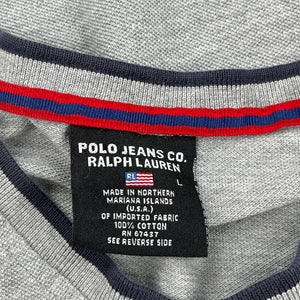 POLO JEANS CO.
RALPH LAUREN
RL
L
MADE IN NORTHERN
MARIANA ISLANDS
(U.S.A.)
OF IMPORTED FABRIC
100% COTTON
RN 67437
SEE REVERSE SIDE